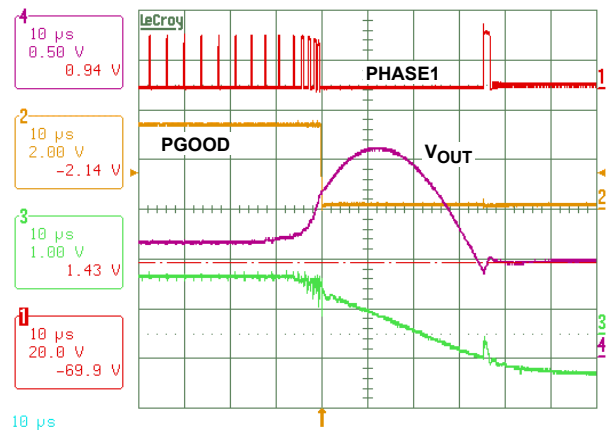 4
10 µs
0.50 V
0.94 V
2
10 µs
2.00 V
-2.14 V
3
10 µs
1.00 V
1.43 V
1
10 µs
20.0 V
-69.9 V
10 µs
LeCroy
PHASE1
PGOOD
VOUT
1
2
3
4